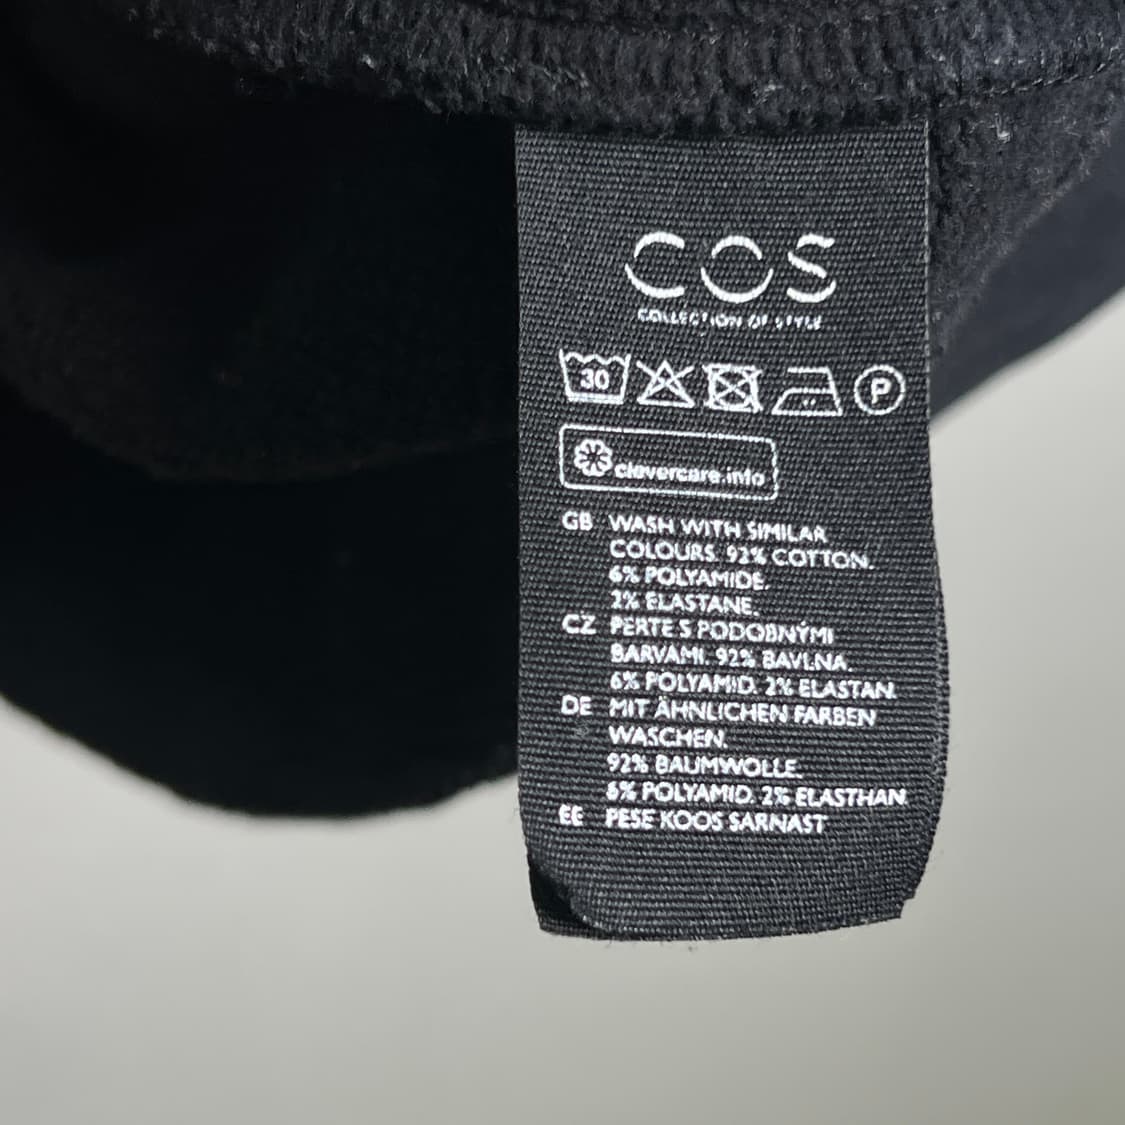 COS
COLLECTION OF STYLE
30
P
clevercare.info
GB WASH WITH SIMILAR
COLOURS. 92% COTTON.
6% POLYAMIDE.
2% ELASTANE.
CZ PERTE S PODOBNÝMI
BARVAMI. 92% BAVLNA.
6% POLYAMID. 2% ELASTAN.
DE MIT ÄHNLICHEN FARBEN
WASCHEN.
92% BAUMWOLLE.
6% POLYAMID. 2% ELASTHAN.
EE PESE KOOS SARNAST